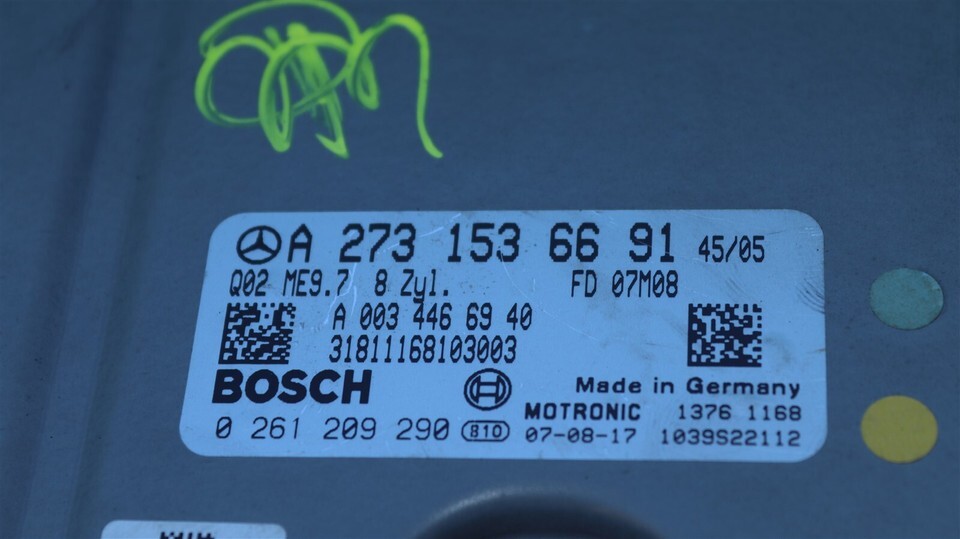 A 273 153 66 91 45/05
Q02 ME9.7 8 Zyl. FD 07M08
A 003 446 69 40
31811168103003
BOSCH
Made in Germany
MOTRONIC 1376 1168
0 261 209 290 810 07-08-17 1039S22112